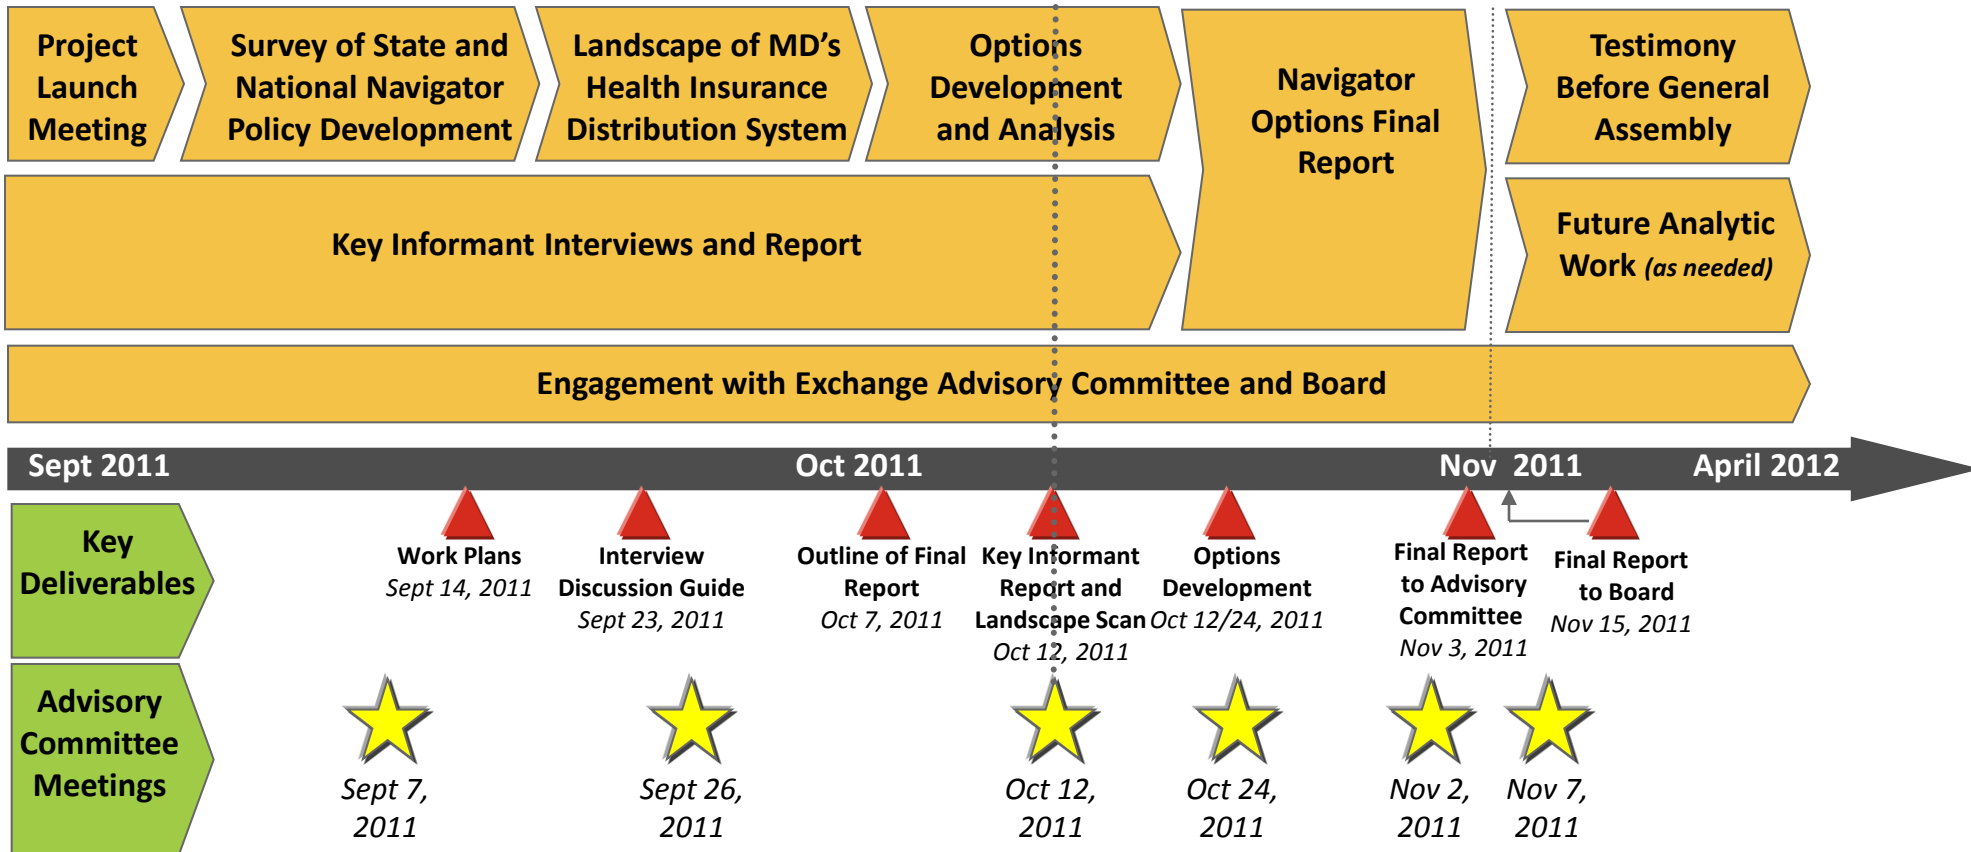 Project
Launch
Meeting
Survey of State and
National Navigator
Policy Development
Landscape of MD’s
Health Insurance
Distribution System
Options
Development
and Analysis
Navigator
Options Final
Report
Testimony
Before General
Assembly
Key Informant Interviews and Report
Future Analytic
Work (as needed)
Engagement with Exchange Advisory Committee and Board
Sept 2011
Oct 2011
Nov 2011
April 2012
Key
Deliverables
Work Plans
Sept 14, 2011
Interview
Discussion Guide
Sept 23, 2011
Outline of Final
Report
Oct 7, 2011
Key Informant
Report and
Landscape Scan
Oct 12, 2011
Options
Development
Oct 12/24, 2011
Final Report
to Advisory
Committee
Nov 3, 2011
Final Report
to Board
Nov 15, 2011
Advisory
Committee
Meetings
Sept 7,
2011
Sept 26,
2011
Oct 12,
2011
Oct 24,
2011
Nov 2,
2011
Nov 7,
2011